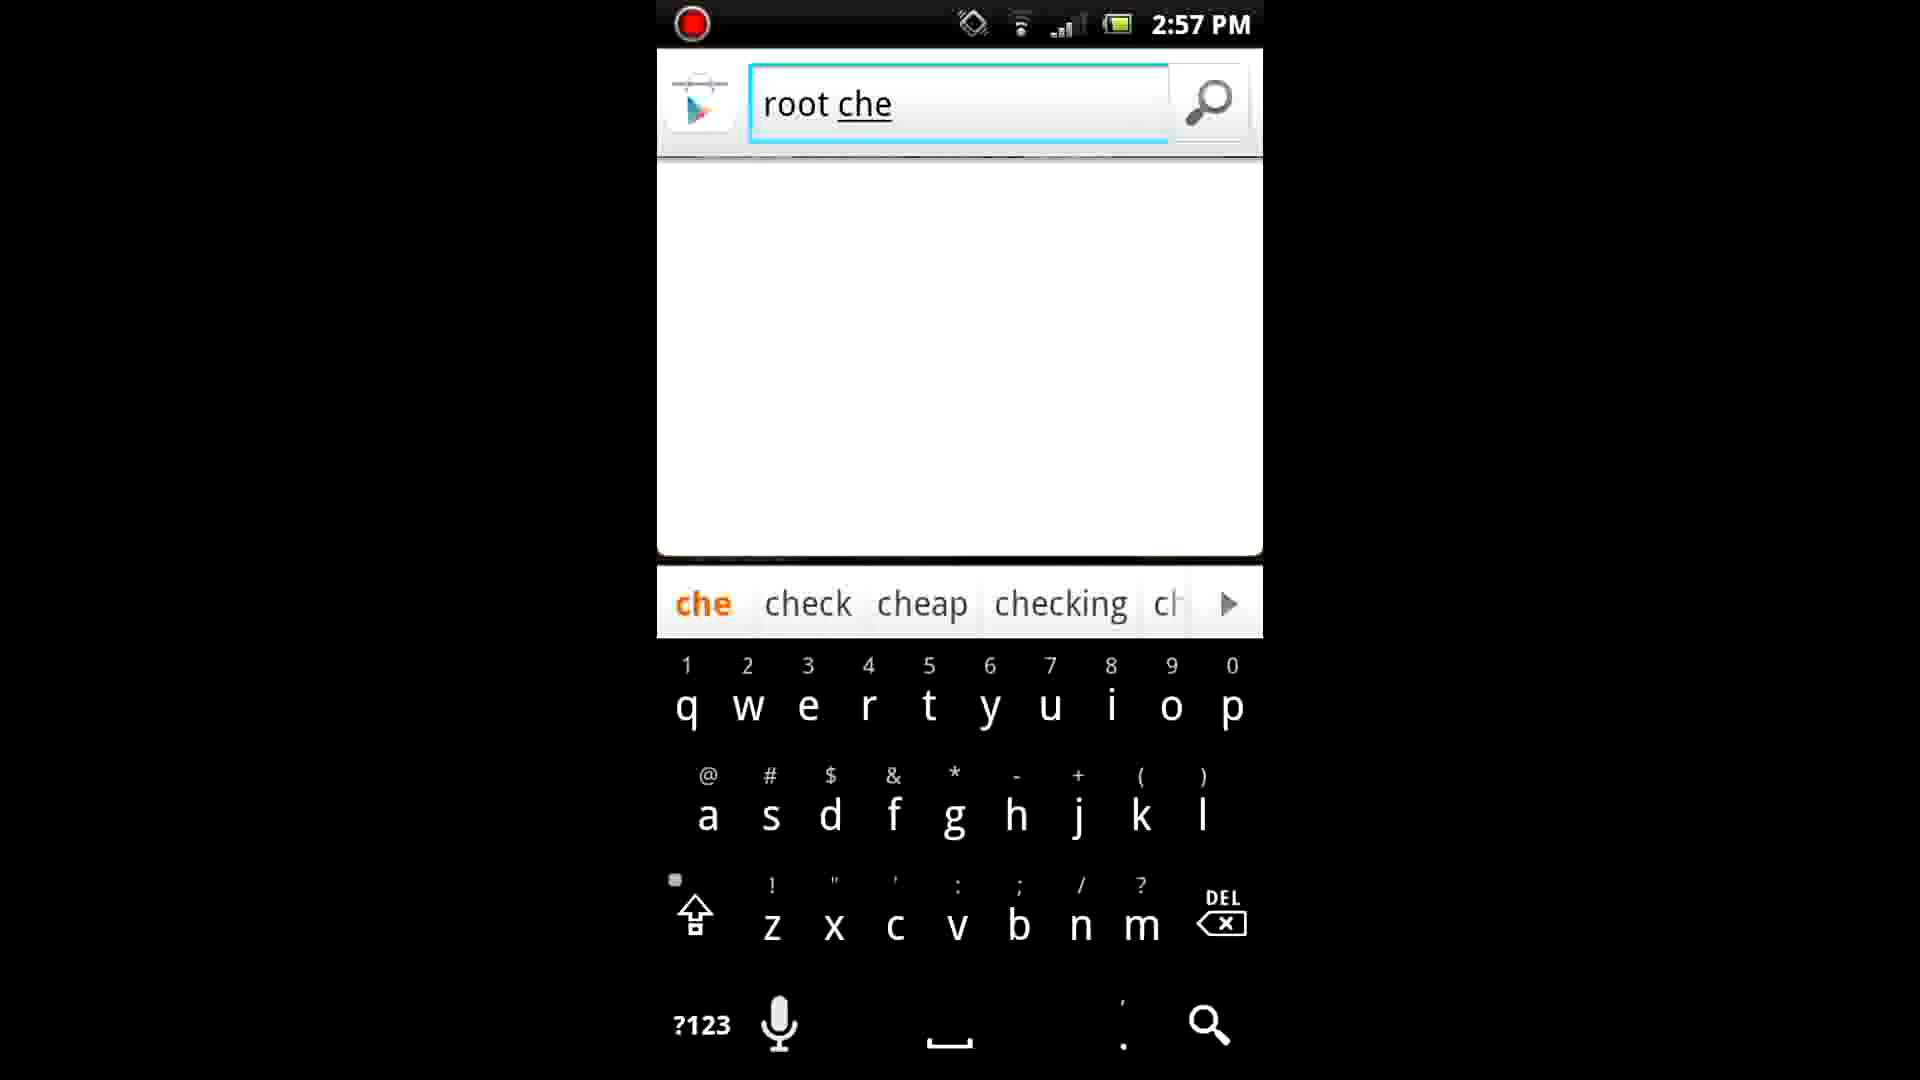 2:57 PM
root che
che check cheap checking ch
1 2 3 4 5 6 7 8 9 0
q w e r t y u i o p
@ # $ & * - + ( )
a s d f g h j k l
! " ' : ; / ? DEL
z x c v b n m
?123 , .